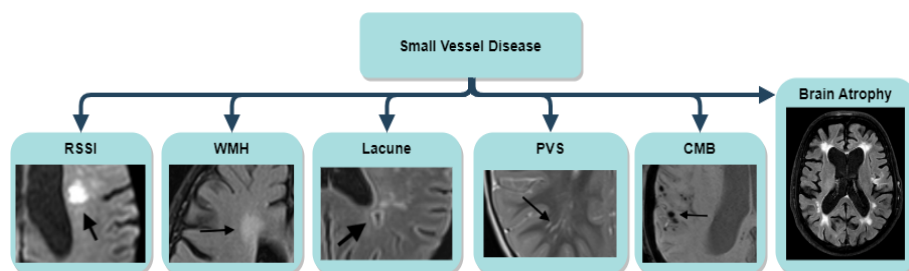 Small Vessel Disease
Brain Atrophy
RSSI
WMH
Lacune
PVS
CMB